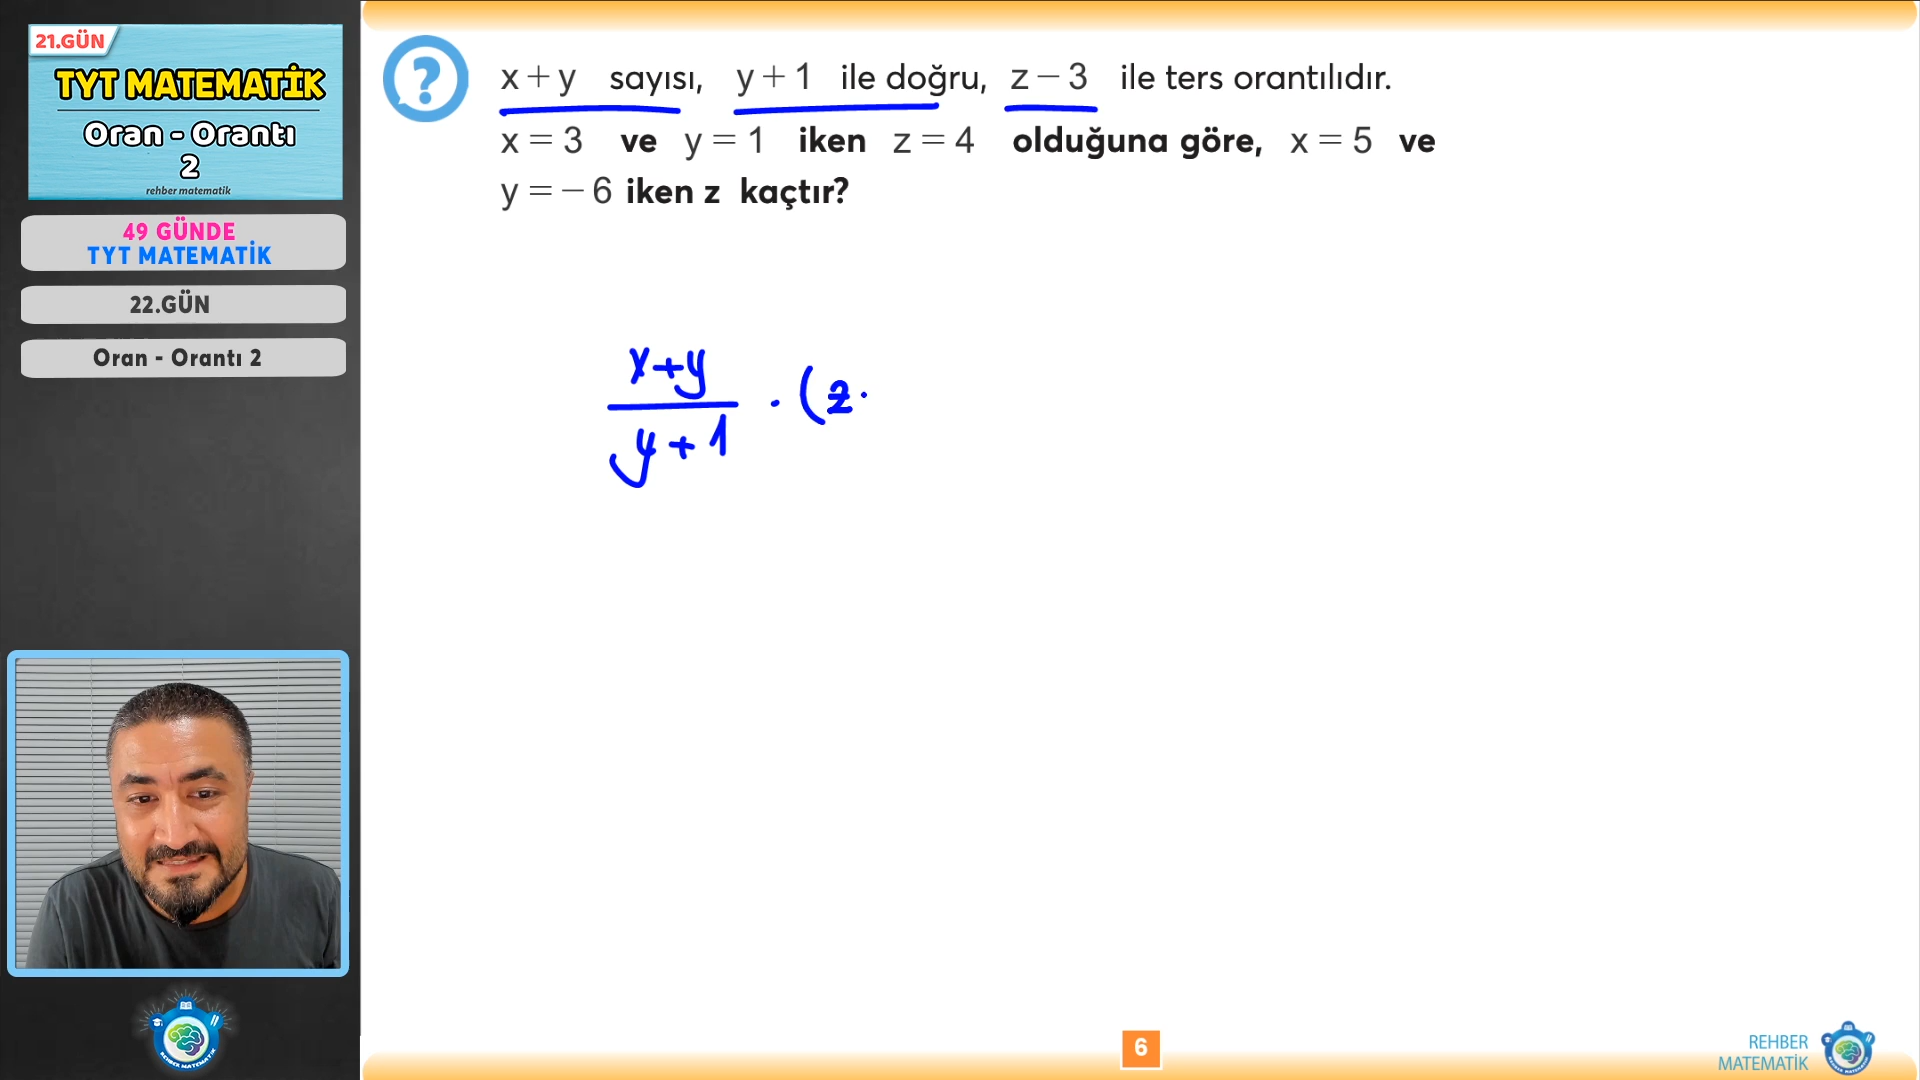 21.GÜN
TYT MATEMATİK
Oran - Orantı
2
rehber matematik
49 GÜNDE
TYT MATEMATİK
22.GÜN
Oran - Orantı 2
?
x + y sayısı, y + 1 ile doğru, z − 3 ile ters orantılıdır.
x = 3 ve y = 1 iken z = 4 olduğuna göre, x = 5 ve
y = − 6 iken z kaçtır?
x+y
y+1
· (z ·
6
REHBER
MATEMATİK
REHBER MATEMATİK